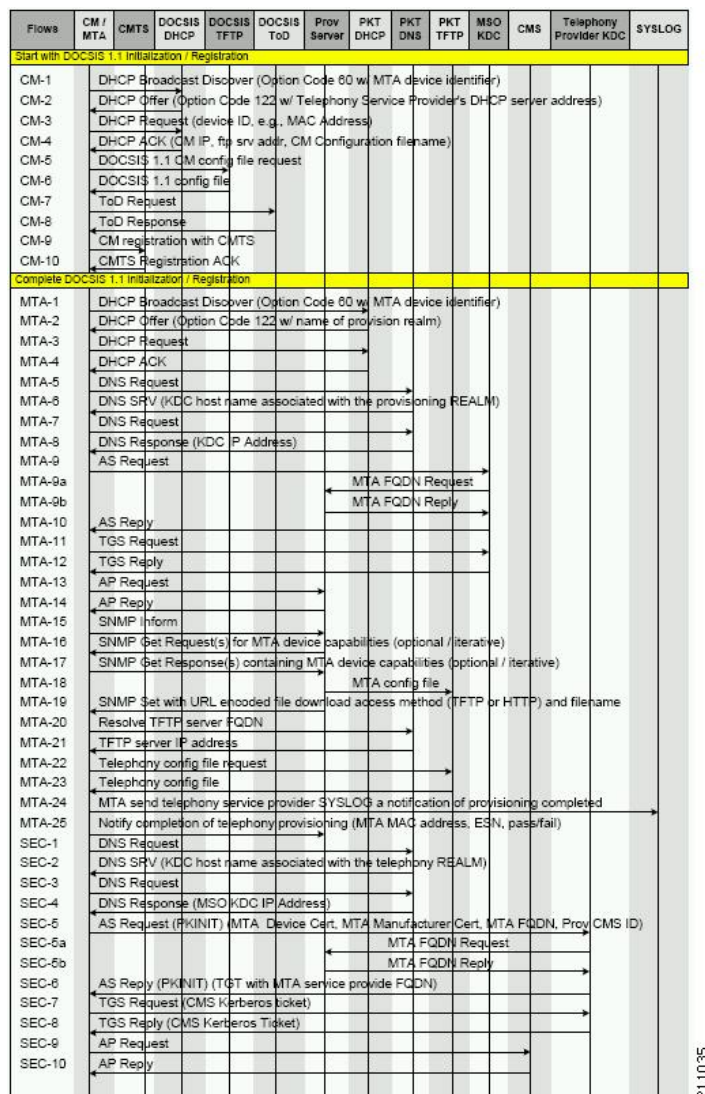 Flows CM / MTA CMTS DOCSIS DHCP DOCSIS TFTP DOCSIS ToD Prov Server PKT DHCP PKT DNS PKT TFTP MSO KDC CMS Telephony Provider KDC SYSLOG
Start with DOCSIS 1.1 Initialization / Registration
CM-1 DHCP Broadcast Discover (Option Code 60 w/ MTA device identifier)
CM-2 DHCP Offer (Option Code 122 w/ Telephony Service Provider's DHCP server address)
CM-3 DHCP Request (device ID, e.g., MAC Address)
CM-4 DHCP ACK (CM IP, ftp srv addr, CM Configuration filename)
CM-5 DOCSIS 1.1 CM config file request
CM-6 DOCSIS 1.1 config file
CM-7 ToD Request
CM-8 ToD Response
CM-9 CM registration with CMTS
CM-10 CMTS Registration ACK
Complete DOCSIS 1.1 Initialization / Registration
MTA-1 DHCP Broadcast Discover (Option Code 60 w/ MTA device identifier)
MTA-2 DHCP Offer (Option Code 122 w/ name of provision realm)
MTA-3 DHCP Request
MTA-4 DHCP ACK
MTA-5 DNS Request
MTA-6 DNS SRV (KDC host name associated with the provisioning REALM)
MTA-7 DNS Request
MTA-8 DNS Response (KDC IP Address)
MTA-9 AS Request
MTA-9a MTA FQDN Request
MTA-9b MTA FQDN Reply
MTA-10 AS Reply
MTA-11 TGS Request
MTA-12 TGS Reply
MTA-13 AP Request
MTA-14 AP Reply
MTA-15 SNMP Inform
MTA-16 SNMP Get Request(s) for MTA device capabilities (optional / iterative)
MTA-17 SNMP Get Response(s) containing MTA device capabilities (optional / iterative)
MTA-18 MTA config file
MTA-19 SNMP Set with URL encoded file download access method (TFTP or HTTP) and filename
MTA-20 Resolve TFTP server FQDN
MTA-21 TFTP server IP address
MTA-22 Telephony config file request
MTA-23 Telephony config file
MTA-24 MTA send telephony service provider SYSLOG a notification of provisioning completed
MTA-25 Notify completion of telephony provisioning (MTA MAC address, ESN, pass/fail)
SEC-1 DNS Request
SEC-2 DNS SRV (KDC host name associated with the telephony REALM)
SEC-3 DNS Request
SEC-4 DNS Response (MSO KDC IP Address)
SEC-5 AS Request (PKINIT) (MTA Device Cert, MTA Manufacturer Cert, MTA FQDN, Prov CMS ID)
SEC-5a MTA FQDN Request
SEC-5b MTA FQDN Reply
SEC-6 AS Reply (PKINIT) (TGT with MTA service provide FQDN)
SEC-7 TGS Request (CMS Kerberos ticket)
SEC-8 TGS Reply (CMS Kerberos Ticket)
SEC-9 AP Request
SEC-10 AP Reply
211035